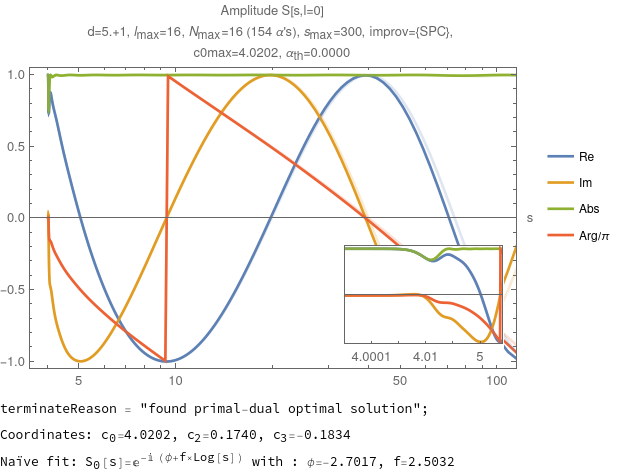 Amplitude S[s,l=0]
d=5.+1, lmax=16, Nmax=16 (154 α's), smax=300, improv={SPC},
c0max=4.0202, αth=0.0000
1.0
0.5
0.0
−0.5
−1.0
s
Re
Im
Abs
Arg/π
4.0001 4.01 5
5 10 50 100
terminateReason = "found primal-dual optimal solution";
Coordinates: c0=4.0202, c2=0.1740, c3=-0.1834
Naïve fit: S0[s]=e^-i (ϕ+f×Log[s]) with : ϕ=-2.7017, f=2.5032